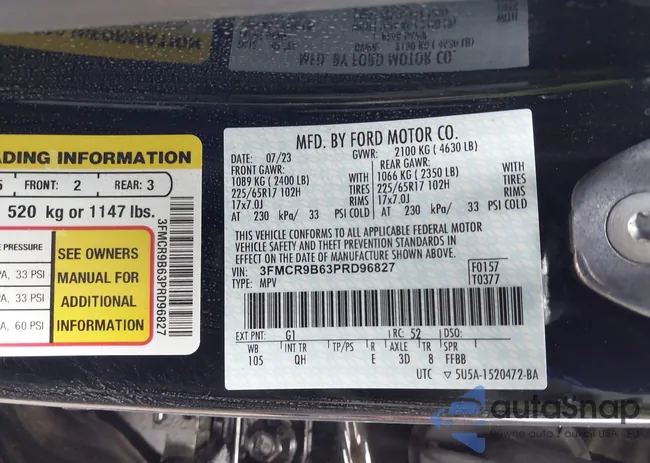 ADING INFORMATION
5 FRONT: 2 REAR: 3
520 kg or 1147 lbs.
PRESSURE
PA, 33 PSI
PA, 33 PSI
A, 60 PSI
SEE OWNERS
MANUAL FOR
ADDITIONAL
INFORMATION
3FMCR9B63PRD96827
MFD. BY FORD MOTOR CO.
DATE: 07/23 GVWR: 2100 KG ( 4630 LB)
FRONT GAWR: REAR GAWR:
1089 KG ( 2400 LB) WITH 1066 KG ( 2350 LB) WITH
225/65R17 102H TIRES 225/65R17 102H TIRES
17x7.0J RIMS 17x7.0J RIMS
AT 230 kPa/ 33 PSI COLD AT 230 kPa/ 33 PSI COLD
THIS VEHICLE CONFORMS TO ALL APPLICABLE FEDERAL MOTOR
VEHICLE SAFETY AND THEFT PREVENTION STANDARDS IN
EFFECT ON THE DATE OF MANUFACTURE SHOWN ABOVE.
VIN: 3FMCR9B63PRD96827 F0157
TYPE: MPV T0377
EXT PNT: G1 RC: 52 DSO:
WB INT TR TP/PS R AXLE TR SPR
105 QH E 3D 8 FFBB
UTC ▽ 5U5A-1520472-BA
autoSnap